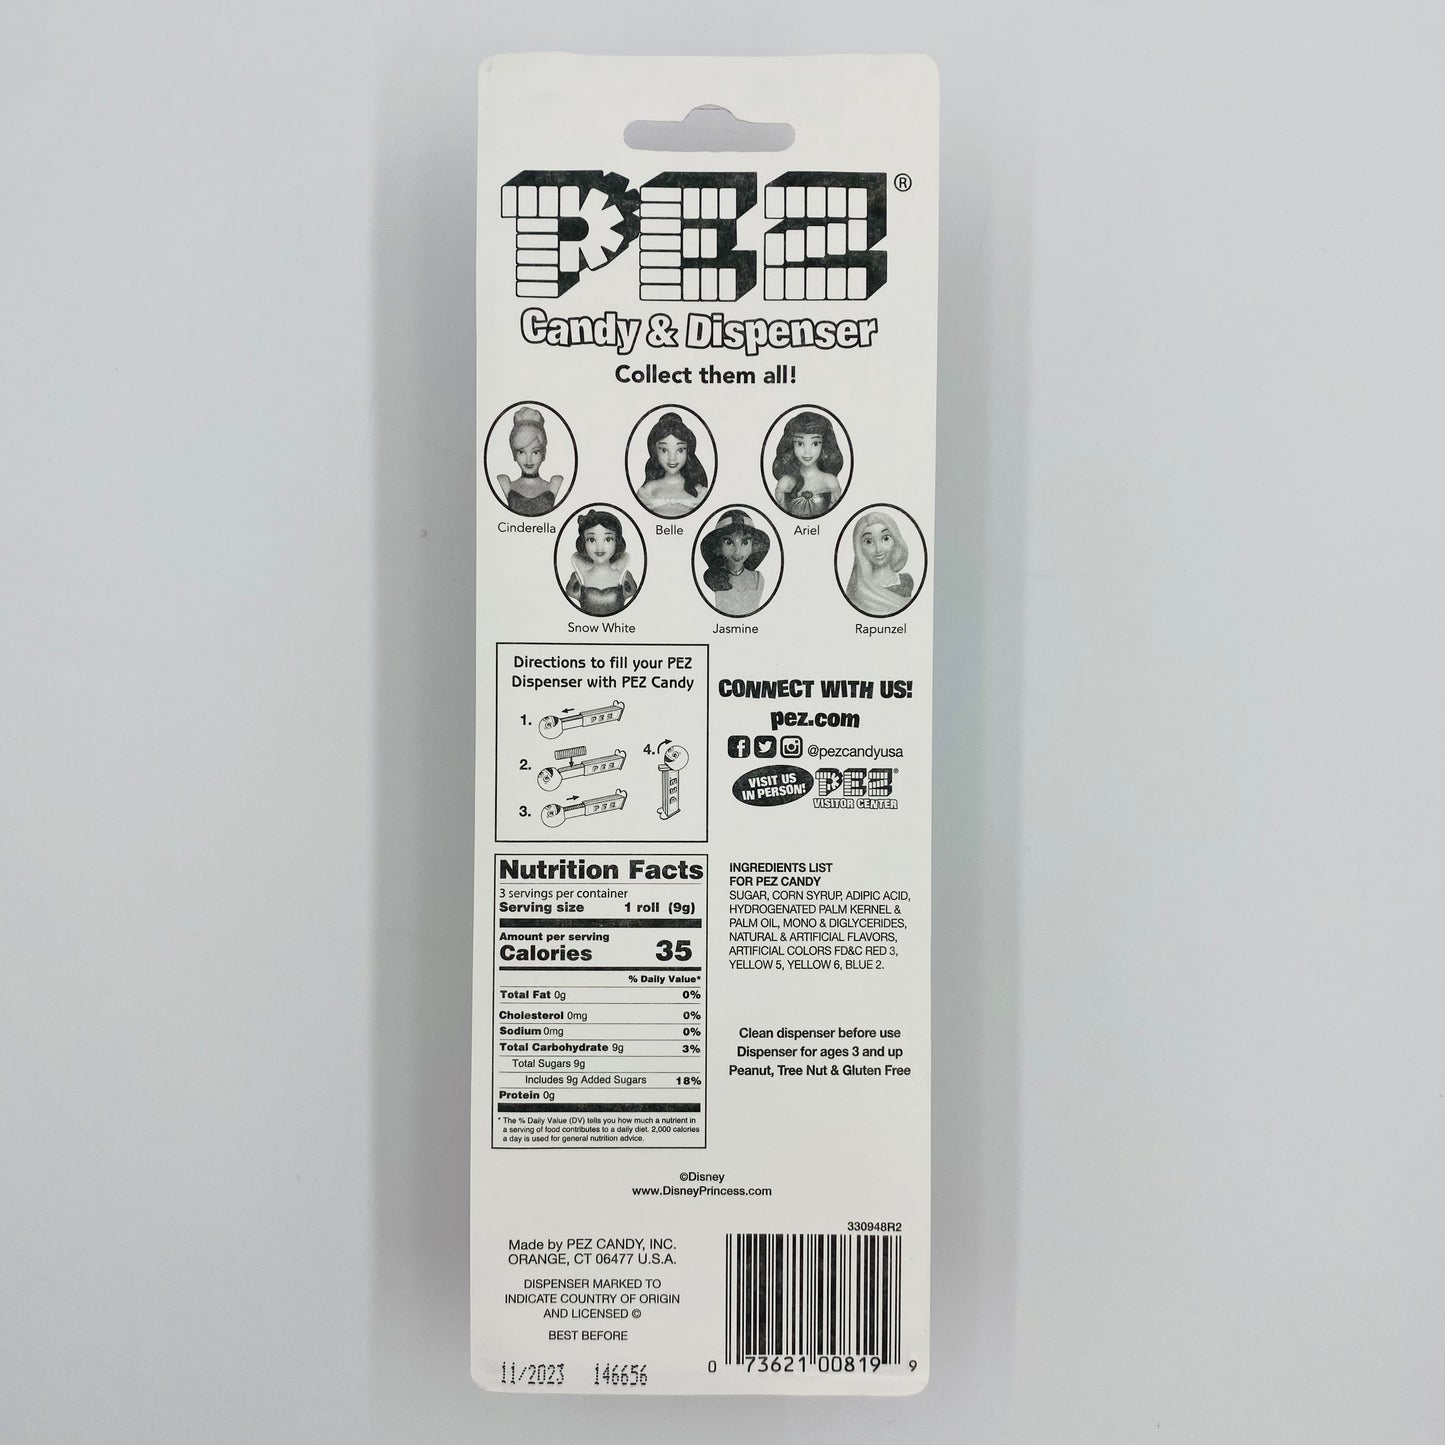 PEZ®
Candy & Dispenser
Collect them all!
Cinderella
Belle
Ariel
Snow White
Jasmine
Rapunzel
Directions to fill your PEZ
Dispenser with PEZ Candy
1.
PEZ
2.
PEZ
3.
PEZ
4.
PEZ
CONNECT WITH US!
pez.com
@pezcandyusa
VISIT US
IN PERSON!
PEZ®
VISITOR CENTER
Nutrition Facts
3 servings per container
Serving size 1 roll (9g)
Amount per serving
Calories 35
% Daily Value*
Total Fat 0g 0%
Cholesterol 0mg 0%
Sodium 0mg 0%
Total Carbohydrate 9g 3%
Total Sugars 9g
Includes 9g Added Sugars 18%
Protein 0g
* The % Daily Value (DV) tells you how much a nutrient in
a serving of food contributes to a daily diet. 2,000 calories
a day is used for general nutrition advice.
INGREDIENTS LIST
FOR PEZ CANDY
SUGAR, CORN SYRUP, ADIPIC ACID,
HYDROGENATED PALM KERNEL &
PALM OIL, MONO & DIGLYCERIDES,
NATURAL & ARTIFICIAL FLAVORS,
ARTIFICIAL COLORS FD&C RED 3,
YELLOW 5, YELLOW 6, BLUE 2.
Clean dispenser before use
Dispenser for ages 3 and up
Peanut, Tree Nut & Gluten Free
©Disney
www.DisneyPrincess.com
Made by PEZ CANDY, INC.
ORANGE, CT 06477 U.S.A.
DISPENSER MARKED TO
INDICATE COUNTRY OF ORIGIN
AND LICENSED ©
BEST BEFORE
11/2023 146656
330948R2
0 73621 00819 9